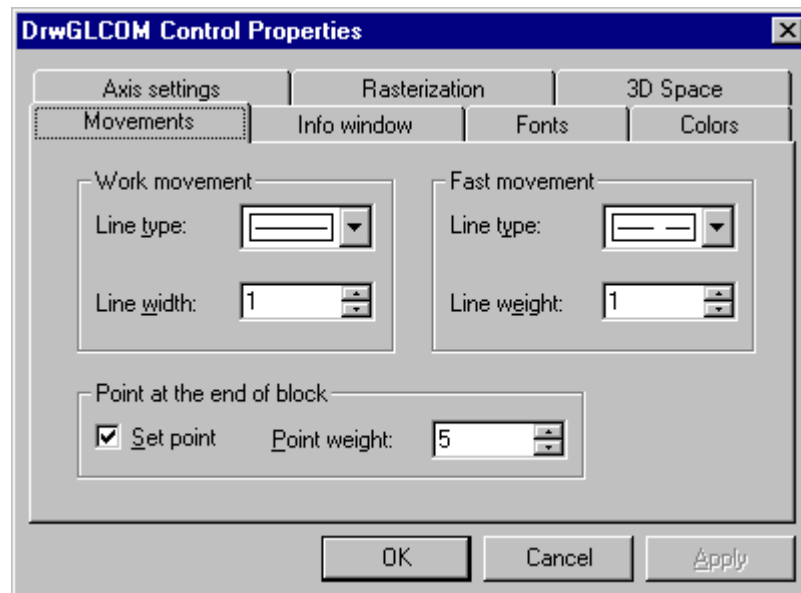 DrwGLCOM Control Properties
Axis settings Rasterization 3D Space
Movements Info window Fonts Colors
Work movement Fast movement
Line type: Line type:
Line width: 1 Line weight: 1
Point at the end of block
Set point Point weight: 5
OK Cancel Apply